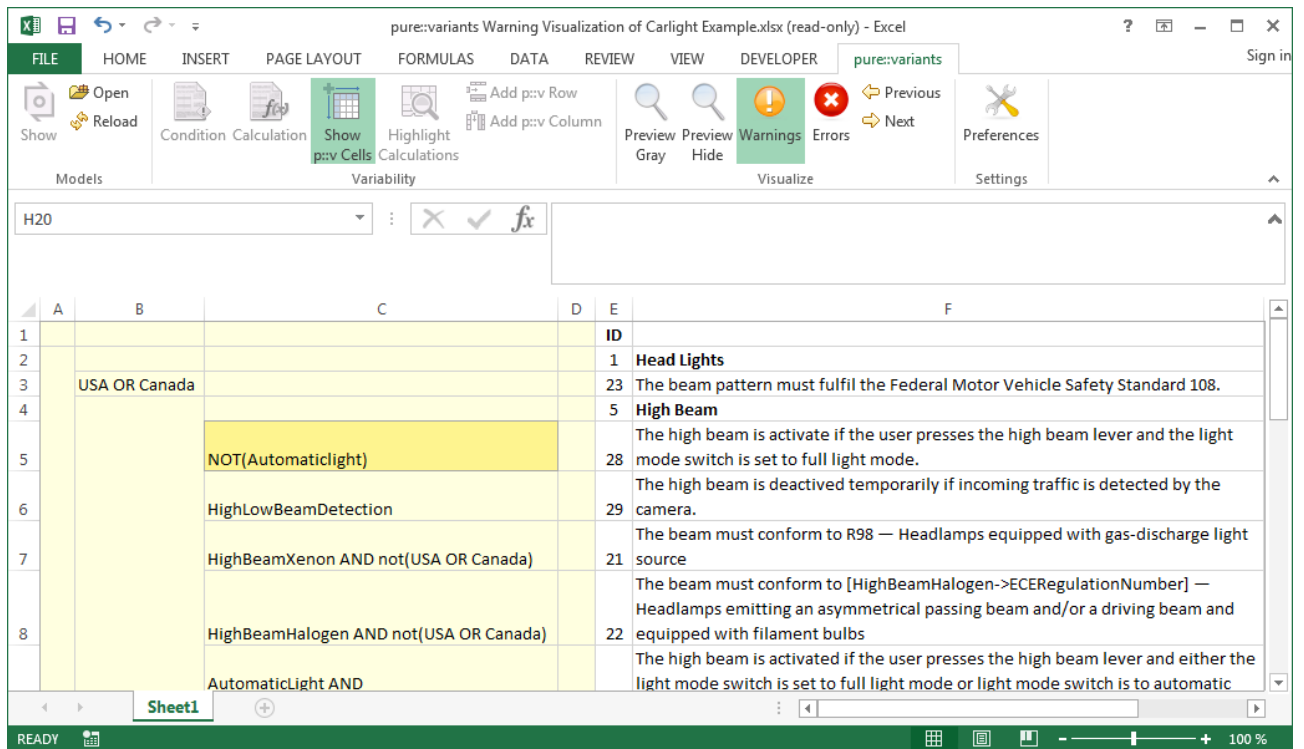 pure::variants Warning Visualization of Carlight Example.xlsx (read-only) - Excel
?
FILE HOME INSERT PAGE LAYOUT FORMULAS DATA REVIEW VIEW DEVELOPER pure::variants Sign in
Show
Open
Reload
Models
Condition
Calculation
Show
p::v Cells
Highlight
Calculations
Add p::v Row
Add p::v Column
Variability
Preview
Gray
Preview
Hide
Warnings
Errors
Previous
Next
Visualize
Preferences
Settings
H20
fx
A B C D E F
1 ID
2 1 Head Lights
3 USA OR Canada 23 The beam pattern must fulfil the Federal Motor Vehicle Safety Standard 108.
4 5 High Beam
The high beam is activate if the user presses the high beam lever and the light
5 NOT(Automaticlight) 28 mode switch is set to full light mode.
The high beam is deactived temporarily if incoming traffic is detected by the
6 HighLowBeamDetection 29 camera.
The beam must conform to R98 — Headlamps equipped with gas-discharge light
7 HighBeamXenon AND not(USA OR Canada) 21 source
The beam must conform to [HighBeamHalogen->ECERegulationNumber] —
Headlamps emitting an asymmetrical passing beam and/or a driving beam and
8 HighBeamHalogen AND not(USA OR Canada) 22 equipped with filament bulbs
The high beam is activated if the user presses the high beam lever and either the
AutomaticLight AND light mode switch is set to full light mode or light mode switch is to automatic
Sheet1
READY 100 %